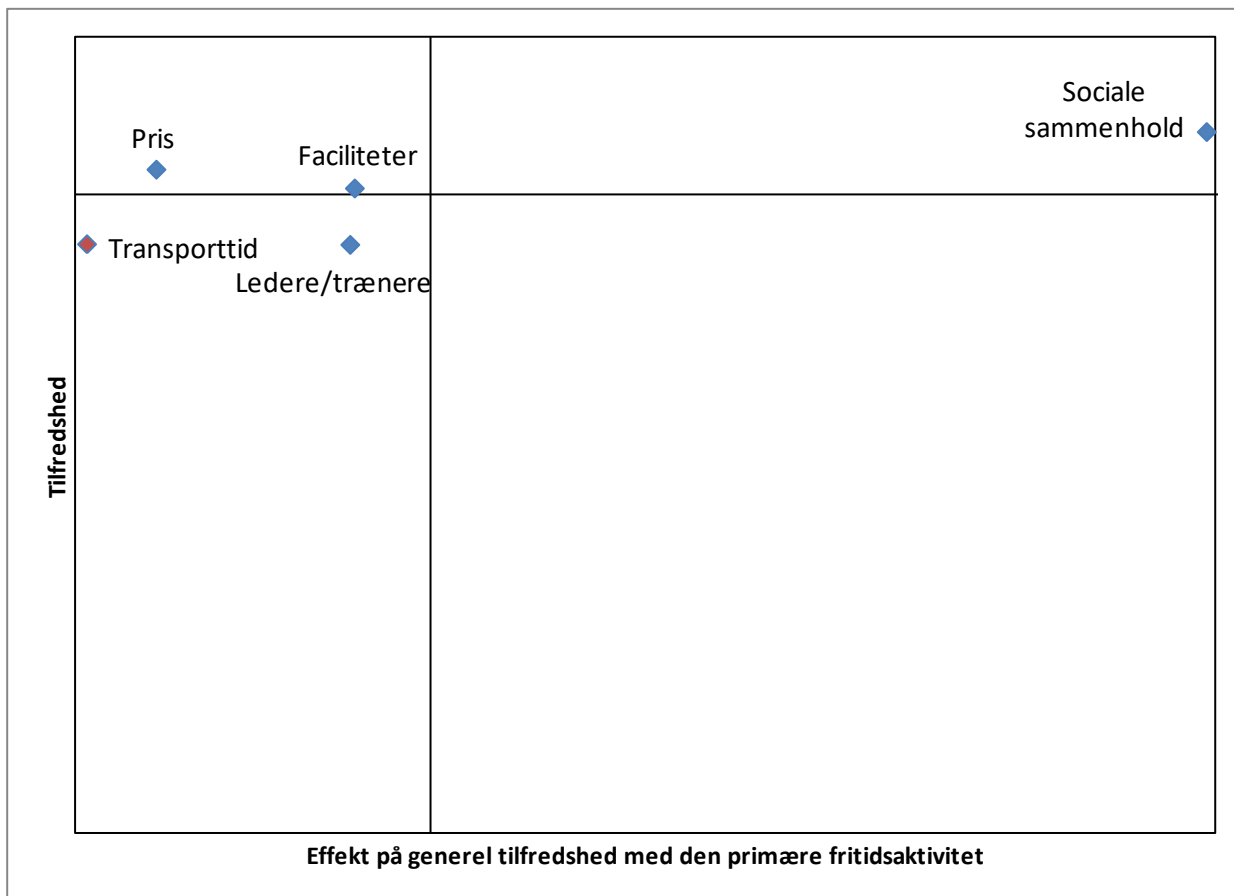 Sociale
sammenhold
Pris
Faciliteter
Transporttid
Ledere/trænere
Tilfredshed
Effekt på generel tilfredshed med den primære fritidsaktivitet